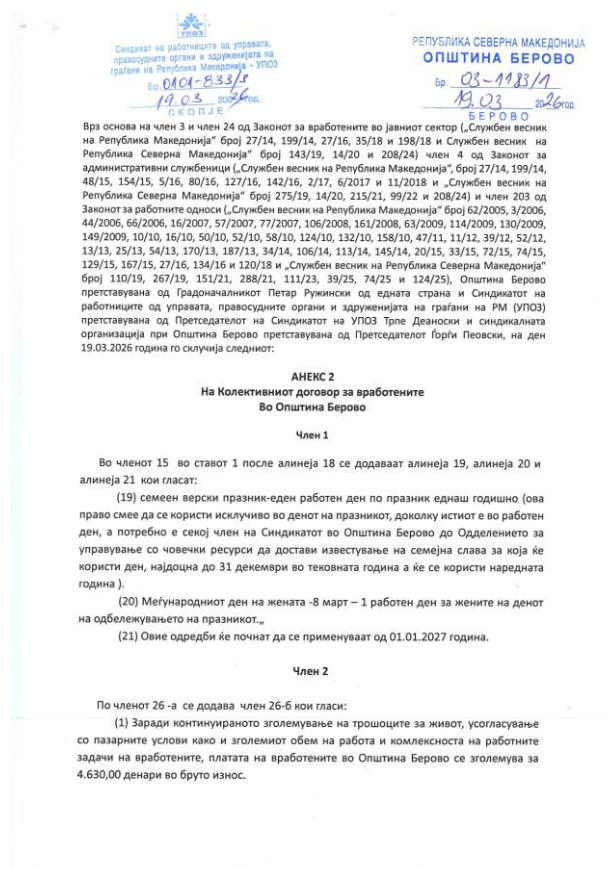 УПОЗ
Синдикат на работниците од управата,
правосудните органи и здруженијата на
граѓани на Република Македонија - УПОЗ
Бр. 0101-833/3
19.03 2026 год.
СКОПЈЕ
РЕПУБЛИКА СЕВЕРНА МАКЕДОНИЈА
ОПШТИНА БЕРОВО
Бр. 03-1183/1
19.03 2026 год
БЕРОВО
Врз основа на член 3 и член 24 од Законот за вработените во јавниот сектор („Службен весник
на Република Македонија“ број 27/14, 199/14, 27/16, 35/18 и 198/18 и Службен весник на
Република Северна Македонија“ број 143/19, 14/20 и 208/24) член 4 од Законот за
административни службеници („Службен весник на Република Македонија“, број 27/14, 199/14,
48/15, 154/15, 5/16, 80/16, 127/16, 142/16, 2/17, 6/2017 и 11/2018 и „Службен весник на
Република Северна Македонија“ број 275/19, 14/20, 215/21, 99/22 и 208/24) и член 203 од
Законот за работните односи („Службен весник на Република Македонија“ број 62/2005, 3/2006,
44/2006, 66/2006, 16/2007, 57/2007, 77/2007, 106/2008, 161/2008, 63/2009, 114/2009, 130/2009,
149/2009, 10/10, 16/10, 50/10, 52/10, 58/10, 124/10, 132/10, 158/10, 47/11, 11/12, 39/12, 52/12,
13/13, 25/13, 54/13, 170/13, 187/13, 34/14, 106/14, 113/14, 145/14, 20/15, 33/15, 72/15, 74/15,
129/15, 167/15, 27/16, 134/16 и 120/18 и „Службен весник на Република Северна Македонија“
број 110/19, 267/19, 151/21, 288/21, 111/23, 39/25, 74/25 и 124/25), Општина Берово
претставувана од Градоначалникот Петар Ружински од едната страна и Синдикатот на
работниците од управата, правосудните органи и здруженијата на граѓани на РМ (УПОЗ)
претставувана од Претседателот на Синдикатот на УПОЗ Трпе Деаноски и синдикалната
организација при Општина Берово претставувана од Претседателот Ѓорѓи Пеовски, на ден
19.03.2026 година го склучија следниот:
АНЕКС 2
На Колективниот договор за вработените
Во Општина Берово
Член 1
Во членот 15 во ставот 1 после алинеја 18 се додаваат алинеја 19, алинеја 20 и
алинеја 21 кои гласат:
(19) семеен верски празник-еден работен ден по празник еднаш годишно (ова
право смее да се користи исклучиво во денот на празникот, доколку истиот е во работен
ден, а потребно е секој член на Синдикатот во Општина Берово до Одделението за
управување со човечки ресурси да достави известување на семејна слава за која ќе
користи ден, најдоцна до 31 декември во тековната година а ќе се користи наредната
година ).
(20) Меѓународниот ден на жената -8 март – 1 работен ден за жените на денот
на одбележувањето на празникот.„
(21) Овие одредби ќе почнат да се применуваат од 01.01.2027 година.
Член 2
По членот 26 -а се додава член 26-б кои гласи:
(1) Заради континуираното зголемување на трошоците за живот, усогласување
со пазарните услови како и зголемиот обем на работа и комлексноста на работните
задачи на вработените, платата на вработените во Општина Берово се зголемува за
4.630,00 денари во бруто износ.